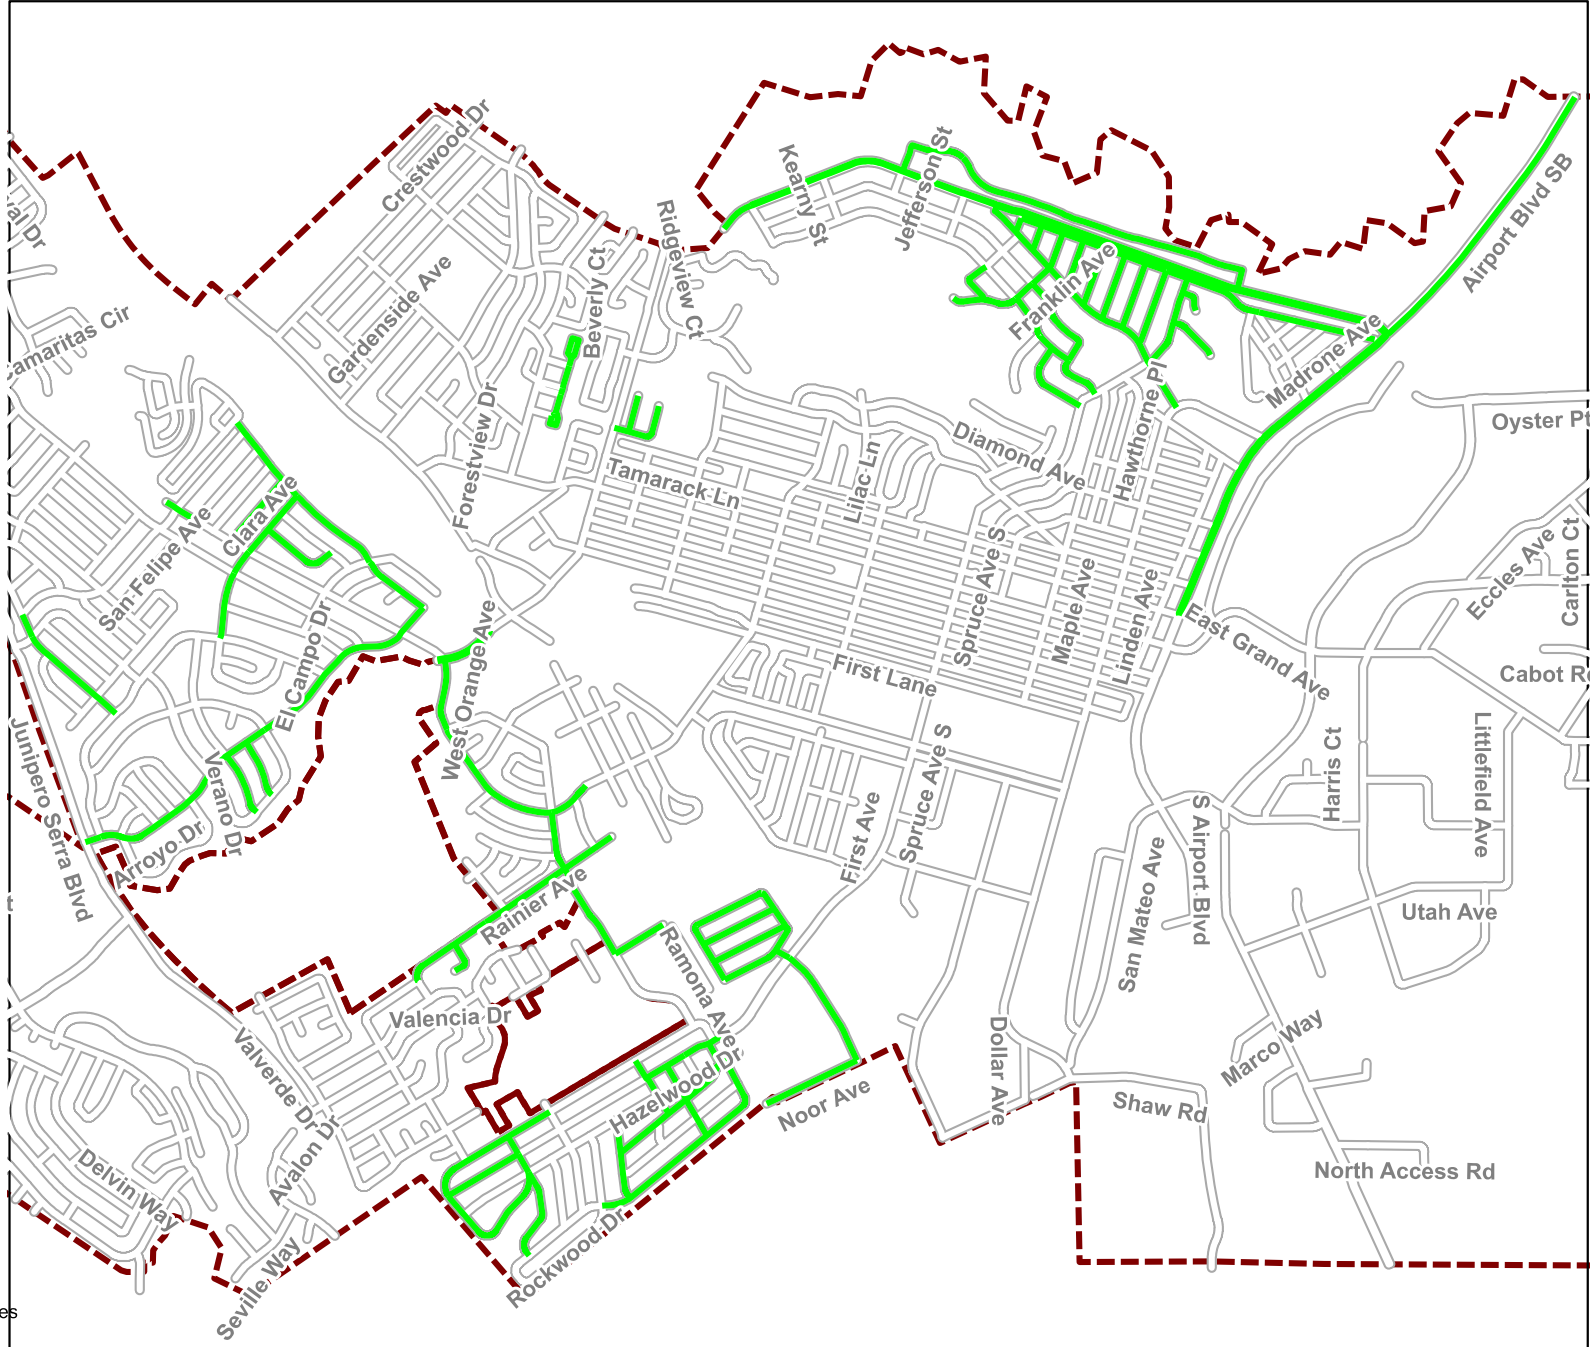 Crestwood Dr
Kearny St
Jefferson St
Airport Blvd SB
Ridgeview Ct
Beverly Ct
Gardenside Ave
Franklin Ave
Camaritas Cir
Madrone Ave
Hawthorne Pl
Oyster Pt
Forestview Dr
Diamond Ave
Tamarack Ln
Lilac Ln
Clara Ave
San Felipe Ave
Eccles Ave
Carlton Ct
Spruce Ave S
Maple Ave
Linden Ave
East Grand Ave
El Campo Dr
West Orange Ave
First Lane
Cabot Rd
Junipero Serra Blvd
Verano Dr
Arroyo Dr
Spruce Ave S
First Ave
Harris Ct
Littlefield Ave
S Airport Blvd
San Mateo Ave
Utah Ave
Rainier Ave
Ramona Ave
Valencia Dr
Valverde Dr
Dollar Ave
Marco Way
Hazelwood Dr
Noor Ave
Shaw Rd
Avalon Dr
Delvin Way
North Access Rd
Rockwood Dr
Seville Way
es